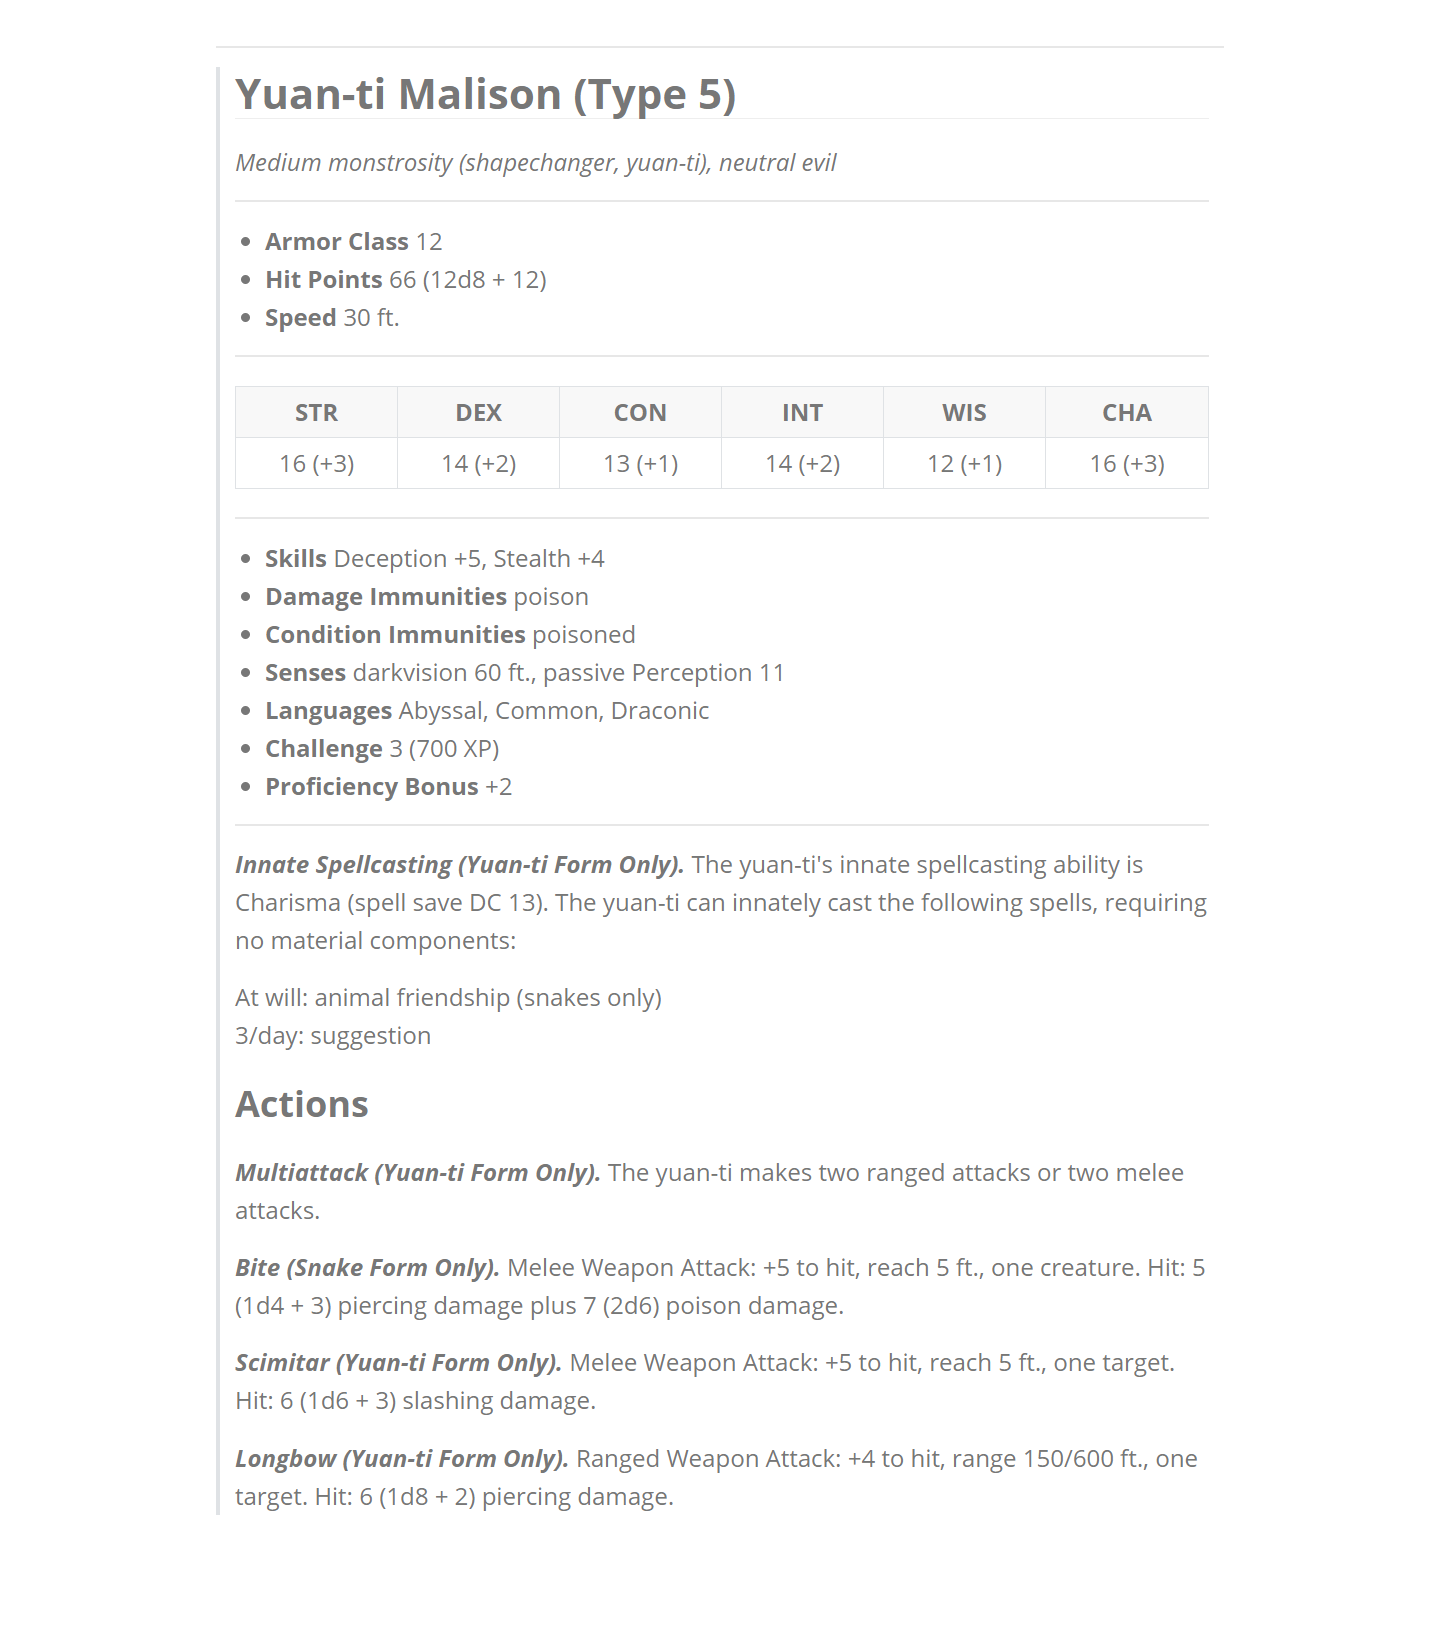 Yuan-ti Malison (Type 5)
Medium monstrosity (shapechanger, yuan-ti), neutral evil
• Armor Class 12
• Hit Points 66 (12d8 + 12)
• Speed 30 ft.
STR DEX CON INT WIS CHA
16 (+3) 14 (+2) 13 (+1) 14 (+2) 12 (+1) 16 (+3)
• Skills Deception +5, Stealth +4
• Damage Immunities poison
• Condition Immunities poisoned
• Senses darkvision 60 ft., passive Perception 11
• Languages Abyssal, Common, Draconic
• Challenge 3 (700 XP)
• Proficiency Bonus +2
Innate Spellcasting (Yuan-ti Form Only). The yuan-ti's innate spellcasting ability is
Charisma (spell save DC 13). The yuan-ti can innately cast the following spells, requiring
no material components:
At will: animal friendship (snakes only)
3/day: suggestion
Actions
Multiattack (Yuan-ti Form Only). The yuan-ti makes two ranged attacks or two melee
attacks.
Bite (Snake Form Only). Melee Weapon Attack: +5 to hit, reach 5 ft., one creature. Hit: 5
(1d4 + 3) piercing damage plus 7 (2d6) poison damage.
Scimitar (Yuan-ti Form Only). Melee Weapon Attack: +5 to hit, reach 5 ft., one target.
Hit: 6 (1d6 + 3) slashing damage.
Longbow (Yuan-ti Form Only). Ranged Weapon Attack: +4 to hit, range 150/600 ft., one
target. Hit: 6 (1d8 + 2) piercing damage.